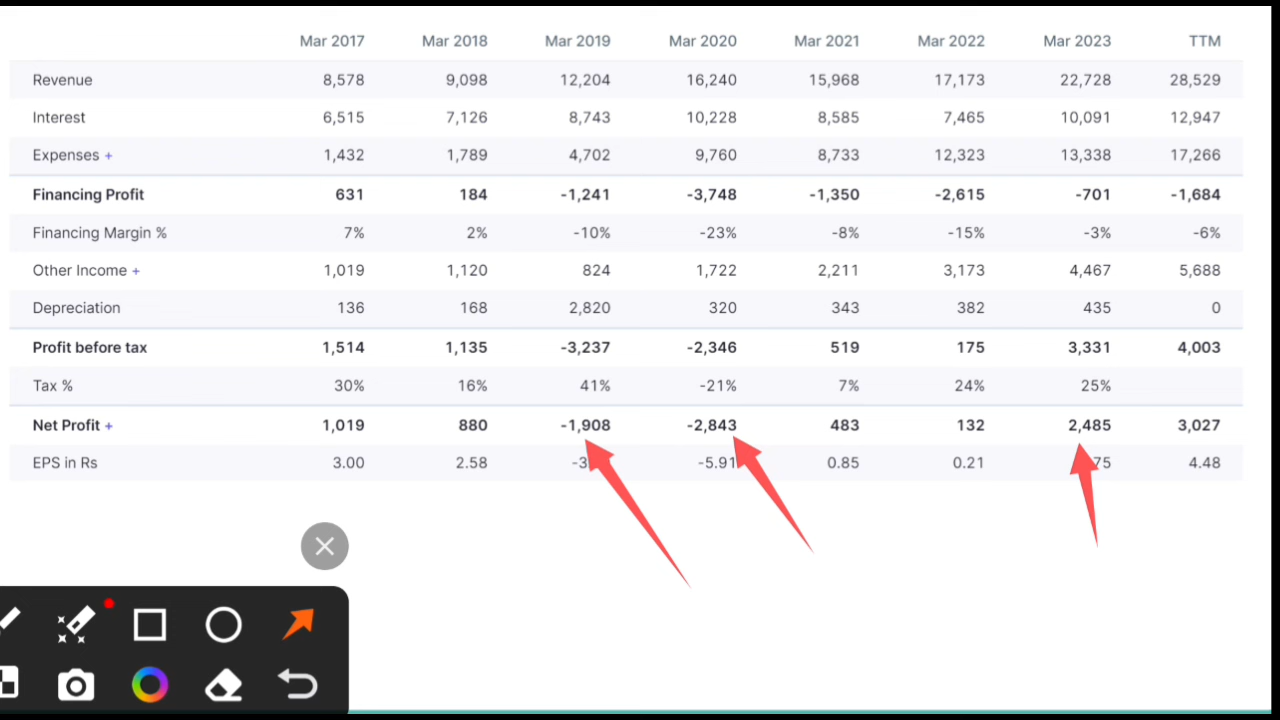 Mar 2017 Mar 2018 Mar 2019 Mar 2020 Mar 2021 Mar 2022 Mar 2023 TTM
Revenue 8,578 9,098 12,204 16,240 15,968 17,173 22,728 28,529
Interest 6,515 7,126 8,743 10,228 8,585 7,465 10,091 12,947
Expenses + 1,432 1,789 4,702 9,760 8,733 12,323 13,338 17,266
Financing Profit 631 184 -1,241 -3,748 -1,350 -2,615 -701 -1,684
Financing Margin % 7% 2% -10% -23% -8% -15% -3% -6%
Other Income + 1,019 1,120 824 1,722 2,211 3,173 4,467 5,688
Depreciation 136 168 2,820 320 343 382 435 0
Profit before tax 1,514 1,135 -3,237 -2,346 519 175 3,331 4,003
Tax % 30% 16% 41% -21% 7% 24% 25%
Net Profit + 1,019 880 -1,908 -2,843 483 132 2,485 3,027
EPS in Rs 3.00 2.58 -5.91 0.85 0.21 4.48